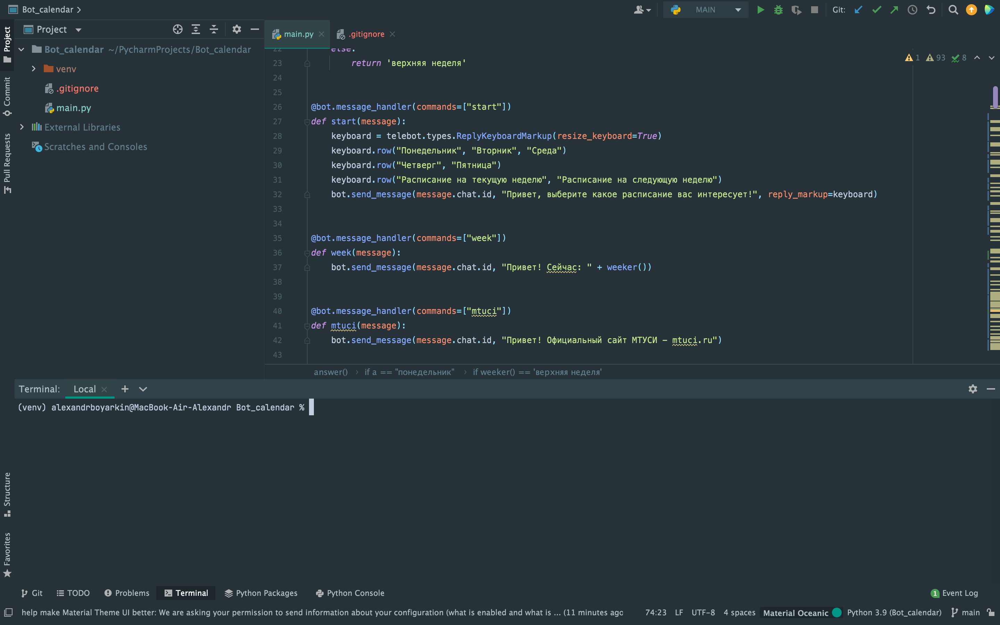 Bot_calendar
MAIN
Git:
Project
Project
Commit
Pull Requests
Structure
Favorites
Bot_calendar ~/PycharmProjects/Bot_calendar
venv
.gitignore
main.py
External Libraries
Scratches and Consoles
main.py
.gitignore
1 93 8
22 else:
23 return 'верхняя неделя'
24
25
26 @bot.message_handler(commands=["start"])
27 def start(message):
28 keyboard = telebot.types.ReplyKeyboardMarkup(resize_keyboard=True)
29 keyboard.row("Понедельник", "Вторник", "Среда")
30 keyboard.row("Четверг", "Пятница")
31 keyboard.row("Расписание на текущую неделю", "Расписание на следующую неделю")
32 bot.send_message(message.chat.id, "Привет, выберите какое расписание вас интересует!", reply_markup=keyboard)
33
34
35 @bot.message_handler(commands=["week"])
36 def week(message):
37 bot.send_message(message.chat.id, "Привет! Сейчас: " + weeker())
38
39
40 @bot.message_handler(commands=["mtuci"])
41 def mtuci(message):
42 bot.send_message(message.chat.id, "Привет! Официальный сайт МТУСИ – mtuci.ru")
43
answer() › if a == "понедельник" › if weeker() == 'верхняя неделя'
Terminal: Local
(venv) alexandrboyarkin@MacBook-Air-Alexandr Bot_calendar %
Git TODO Problems Terminal Python Packages Python Console 1 Event Log
help make Material Theme UI better: We are asking your permission to send information about your configuration (what is enabled and what is ... (11 minutes ago 74:23 LF UTF-8 4 spaces Material Oceanic Python 3.9 (Bot_calendar) main